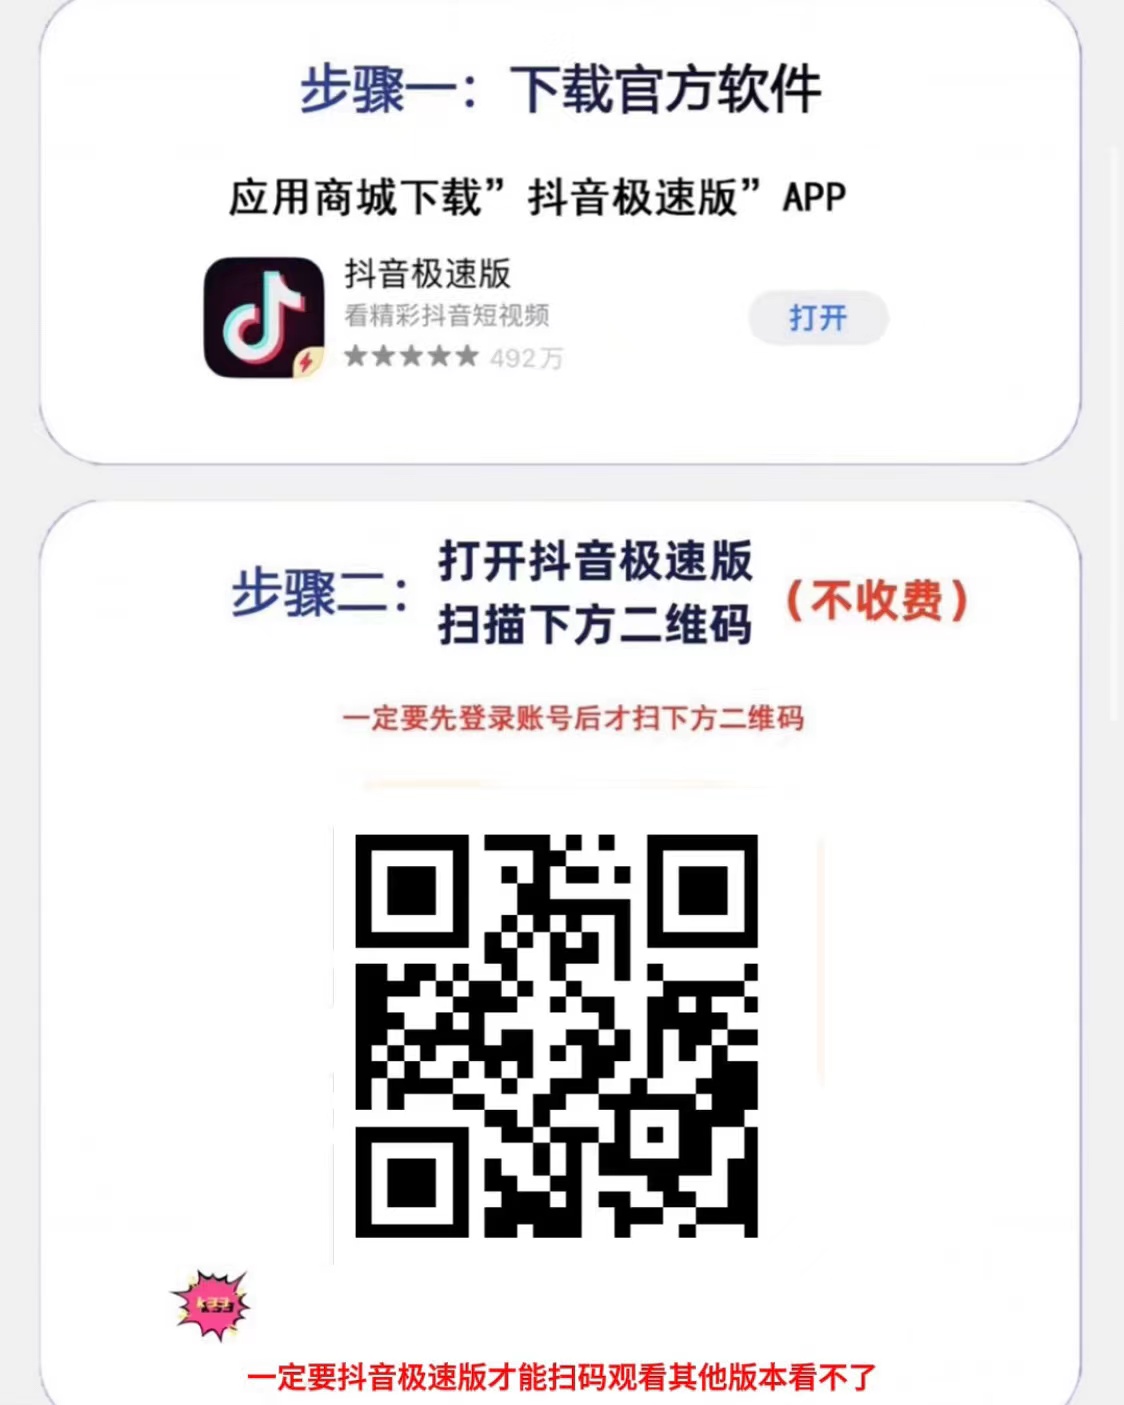 步骤一：下载官方软件
应用商城下载”抖音极速版”APP
抖音极速版
看精彩抖音短视频
492万
打开
步骤二：
打开抖音极速版
扫描下方二维码
（不收费）
一定要先登录账号后才扫下方二维码
一定要抖音极速版才能扫码观看其他版本看不了